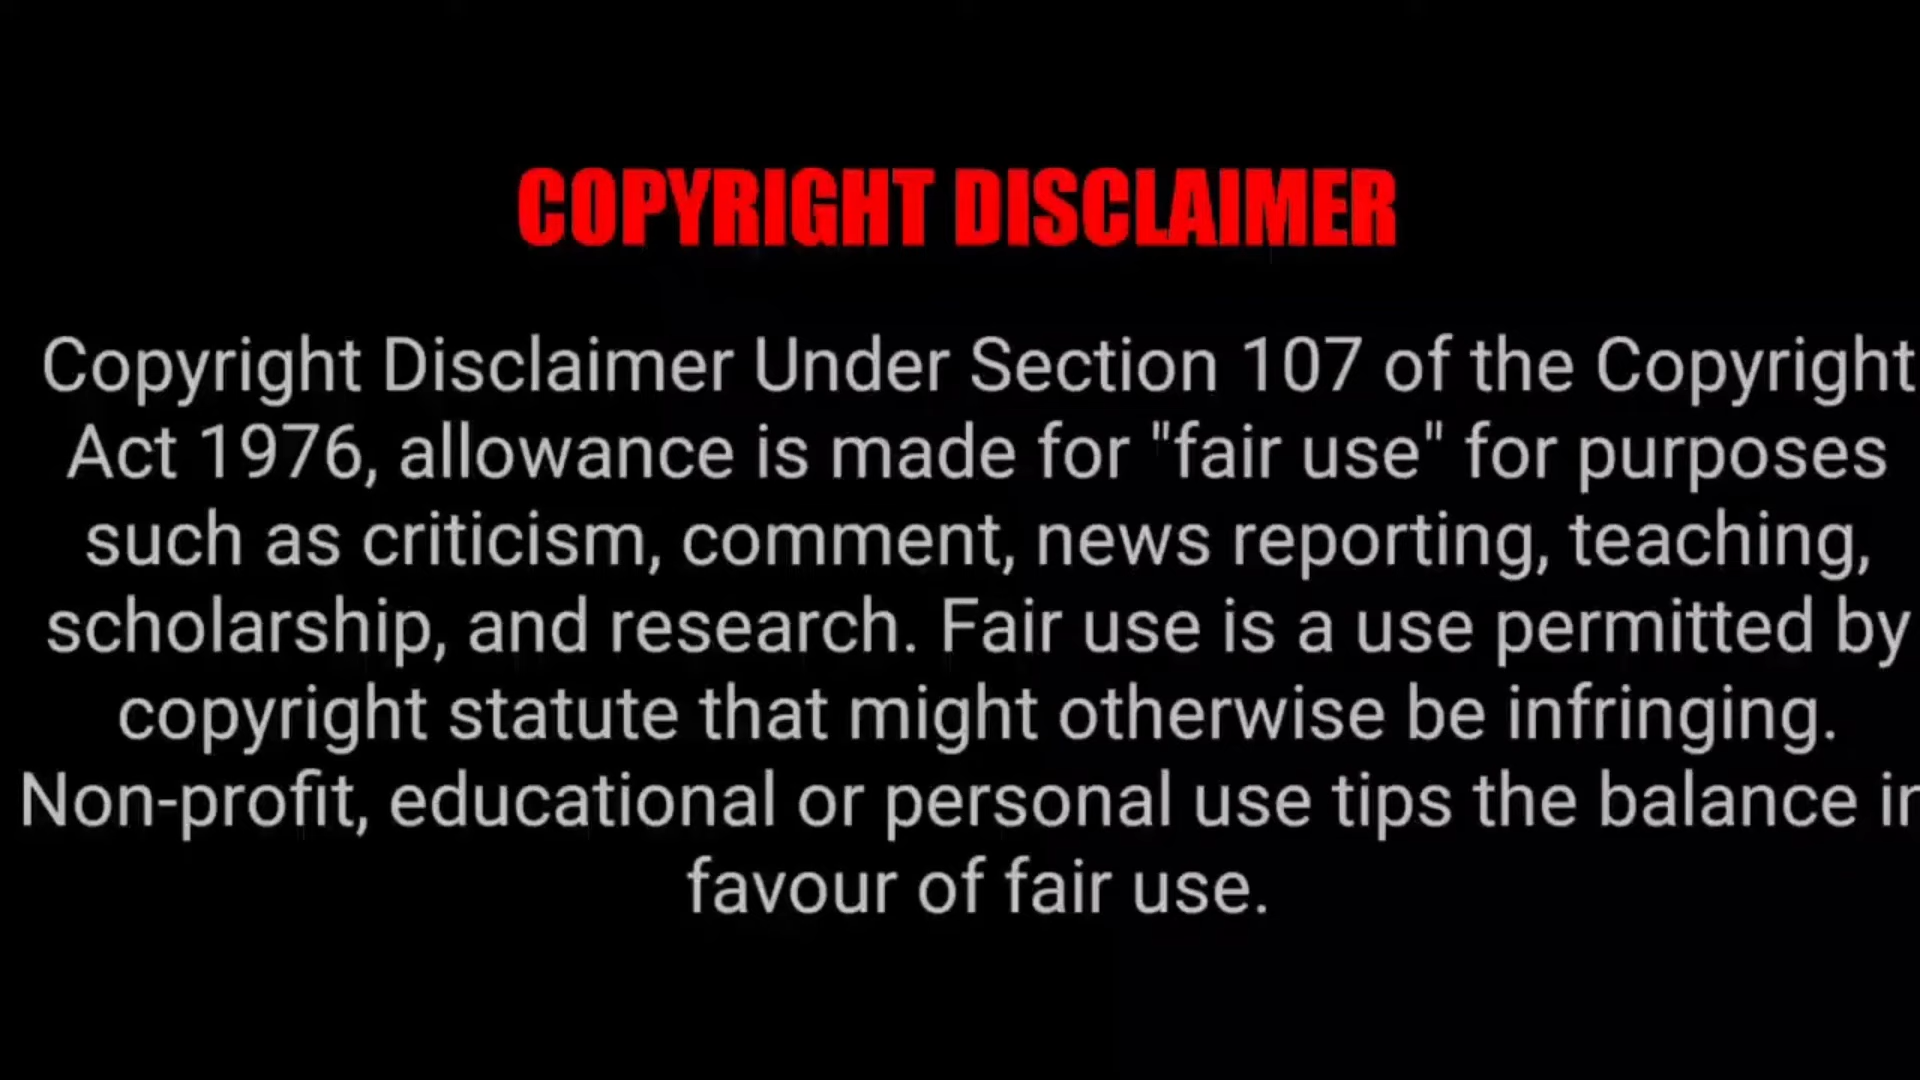 COPYRIGHT DISCLAIMER
Copyright Disclaimer Under Section 107 of the Copyright
Act 1976, allowance is made for "fair use" for purposes
such as criticism, comment, news reporting, teaching,
scholarship, and research. Fair use is a use permitted by
copyright statute that might otherwise be infringing.
Non-profit, educational or personal use tips the balance in
favour of fair use.